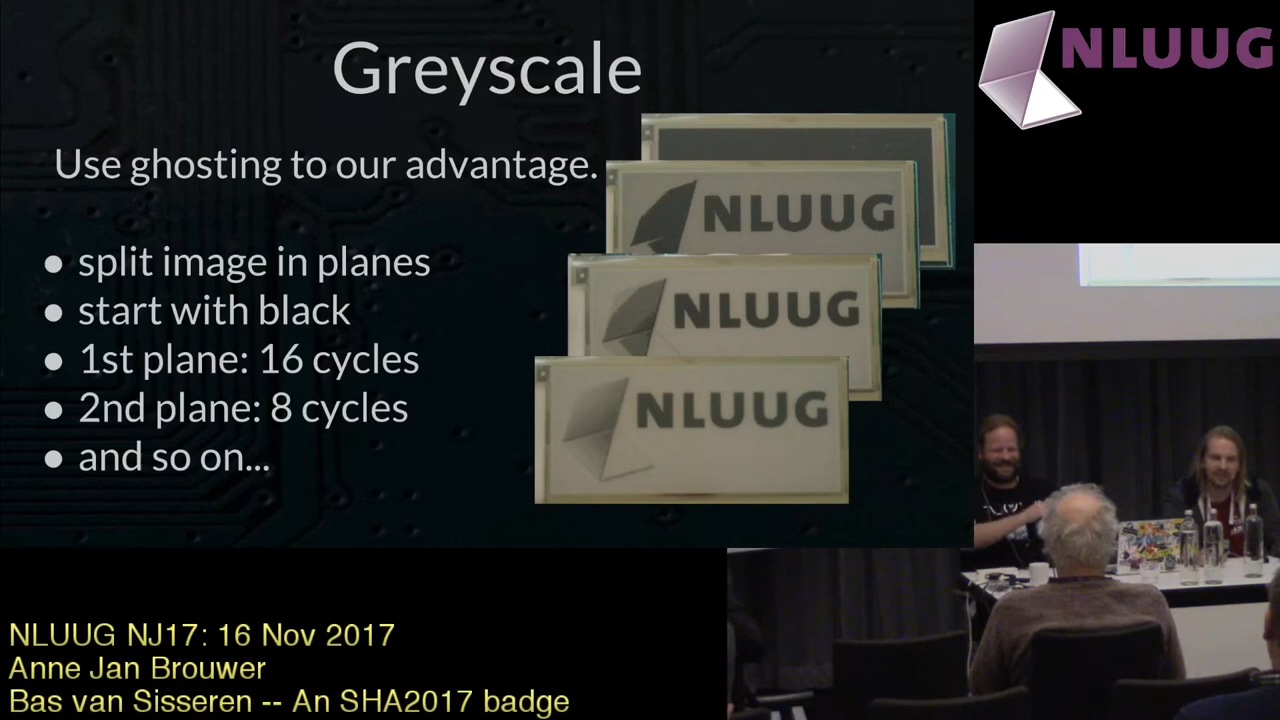 Greyscale
Use ghosting to our advantage.
● split image in planes
● start with black
● 1st plane: 16 cycles
● 2nd plane: 8 cycles
● and so on...
NLUUG
NLUUG
NLUUG
NLUUG
NLUUG NJ17: 16 Nov 2017
Anne Jan Brouwer
Bas van Sisseren -- An SHA2017 badge